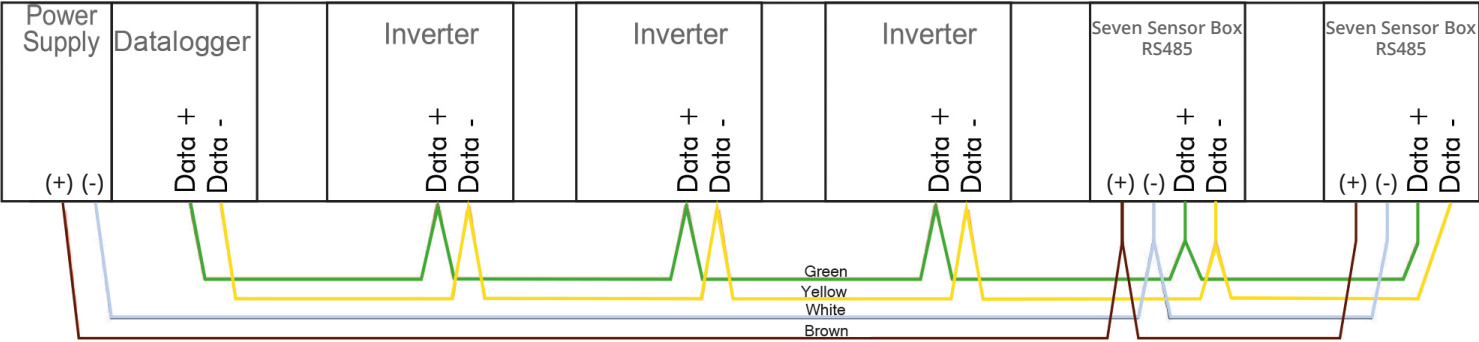 Power
Supply
Datalogger
Inverter
Inverter
Inverter
Seven Sensor Box
RS485
Seven Sensor Box
RS485
(+) (-)
Data +
Data -
Data +
Data -
Data +
Data -
Data +
Data -
(+) (-)
Data +
Data -
(+) (-)
Data +
Data -
Green
Yellow
White
Brown